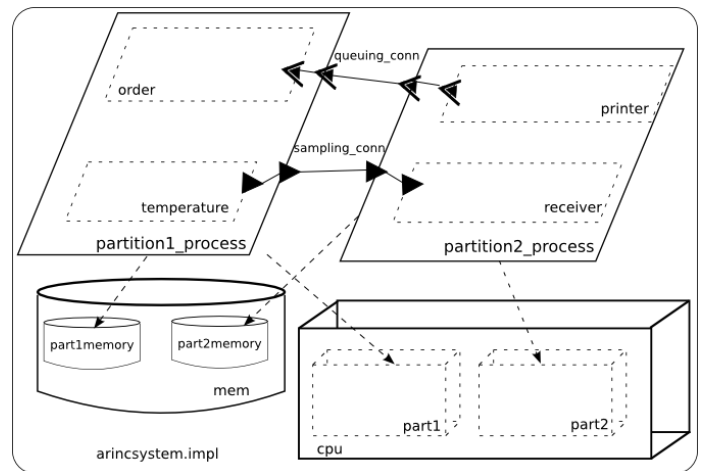 queuing_conn
order
printer
sampling_conn
temperature
receiver
partition1_process
partition2_process
part1memory
part2memory
mem
part1
part2
cpu
arincsystem.impl